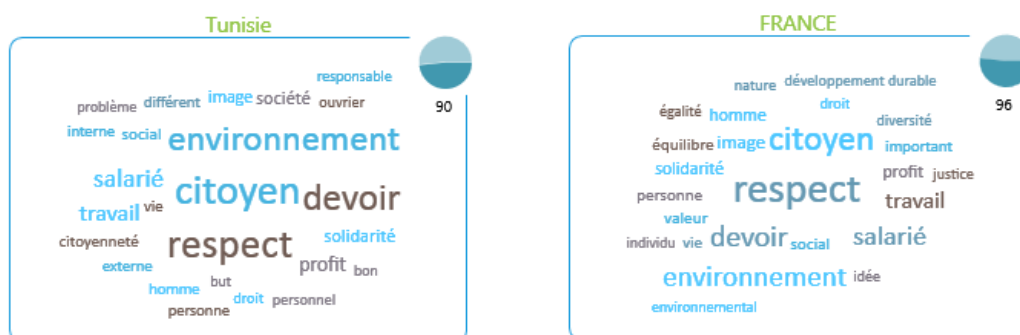 Tunisie
90
responsable
problème différent image société ouvrier
interne social environnement
salarié citoyen devoir
travail vie
citoyenneté respect solidarité
externe profit bon
homme but droit personnel
personne
FRANCE
96
nature développement durable
égalité homme droit diversité
équilibre image citoyen important
solidarité respect profit justice
personne travail
valeur
individu vie devoir social salarié
environnement idée
environnemental